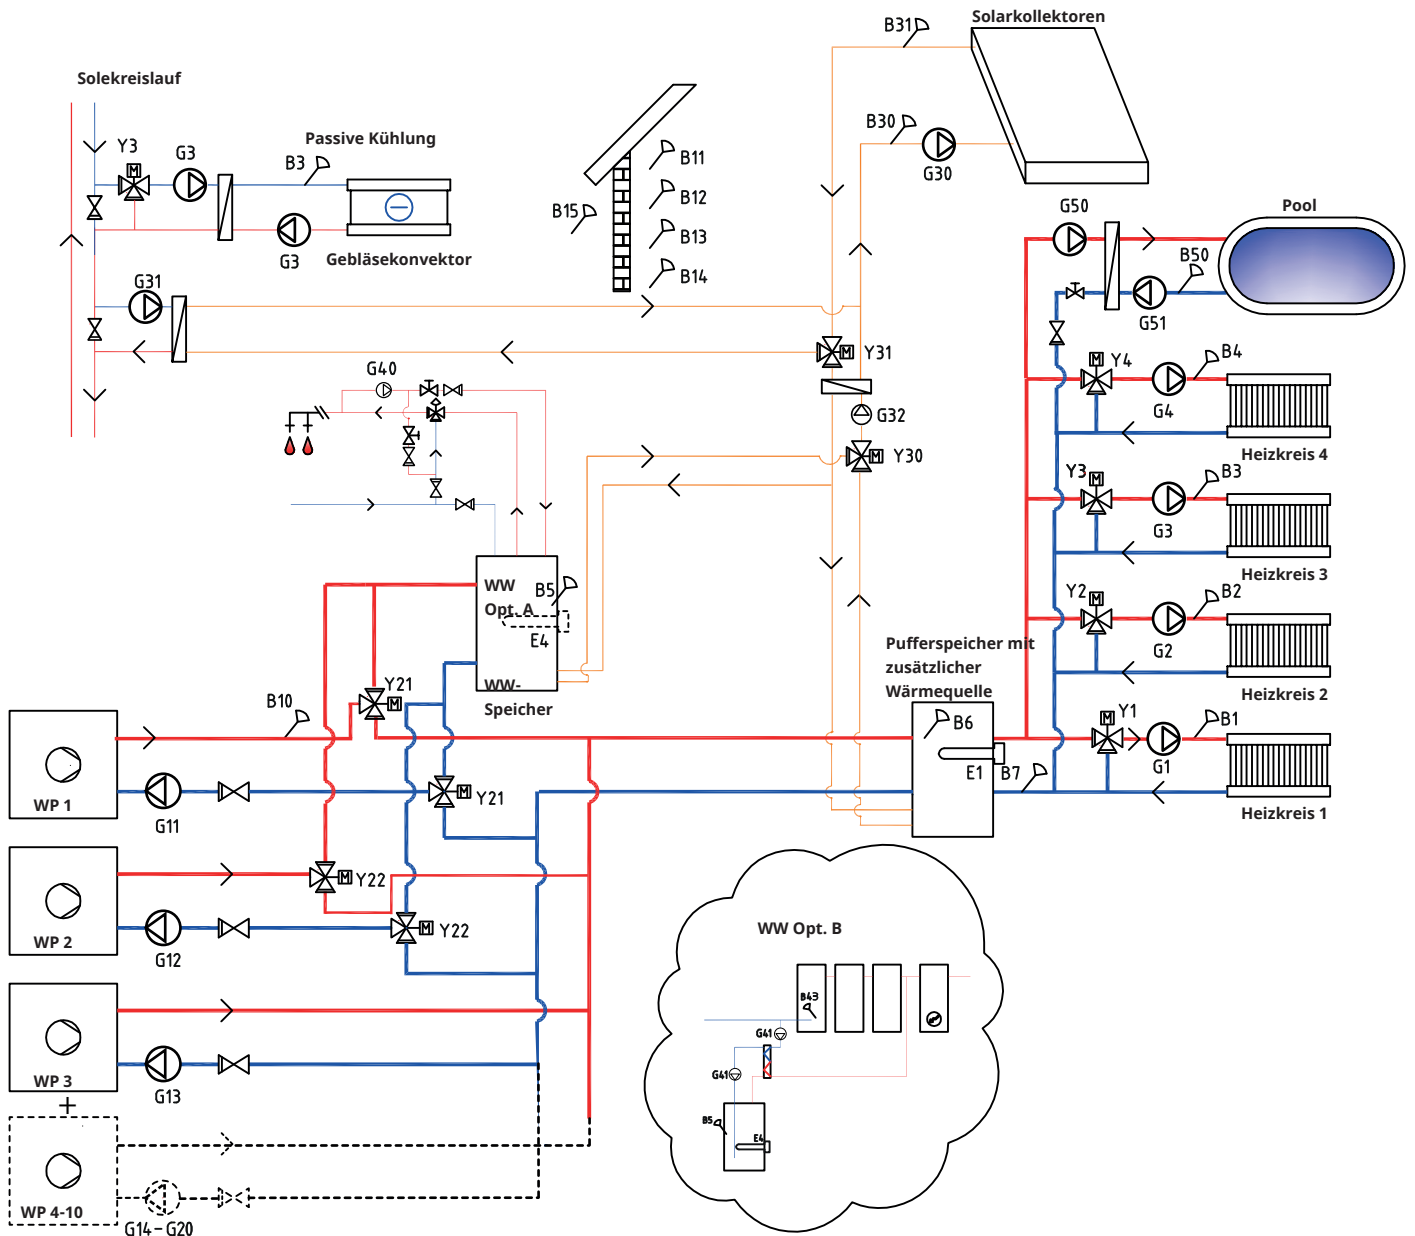 Solarkollektoren
B31
Solekreislauf
B30
G30
Y3
G3
B3
Passive Kühlung
G3
Gebläsekonvektor
B11
B12
B15
B13
B14
G50
Pool
B50
G51
G31
Y31
G40
G32
Y30
Y4
B4
G4
Heizkreis 4
Y3
B3
G3
Heizkreis 3
WW
Opt. A
B5
E4
WW-
Speicher
Y2
B2
G2
Heizkreis 2
Pufferspeicher mit
zusätzlicher
Wärmequelle
B6
E1
B7
Y1
B1
G1
Heizkreis 1
B10
Y21
WP 1
G11
Y21
WP 2
G12
Y22
Y22
WP 3
G13
+
WP 4-10
G14-G20
WW Opt. B
B43
G41
G41
B5
E4
M
M
M
M
M
M
M
M
M
M
M